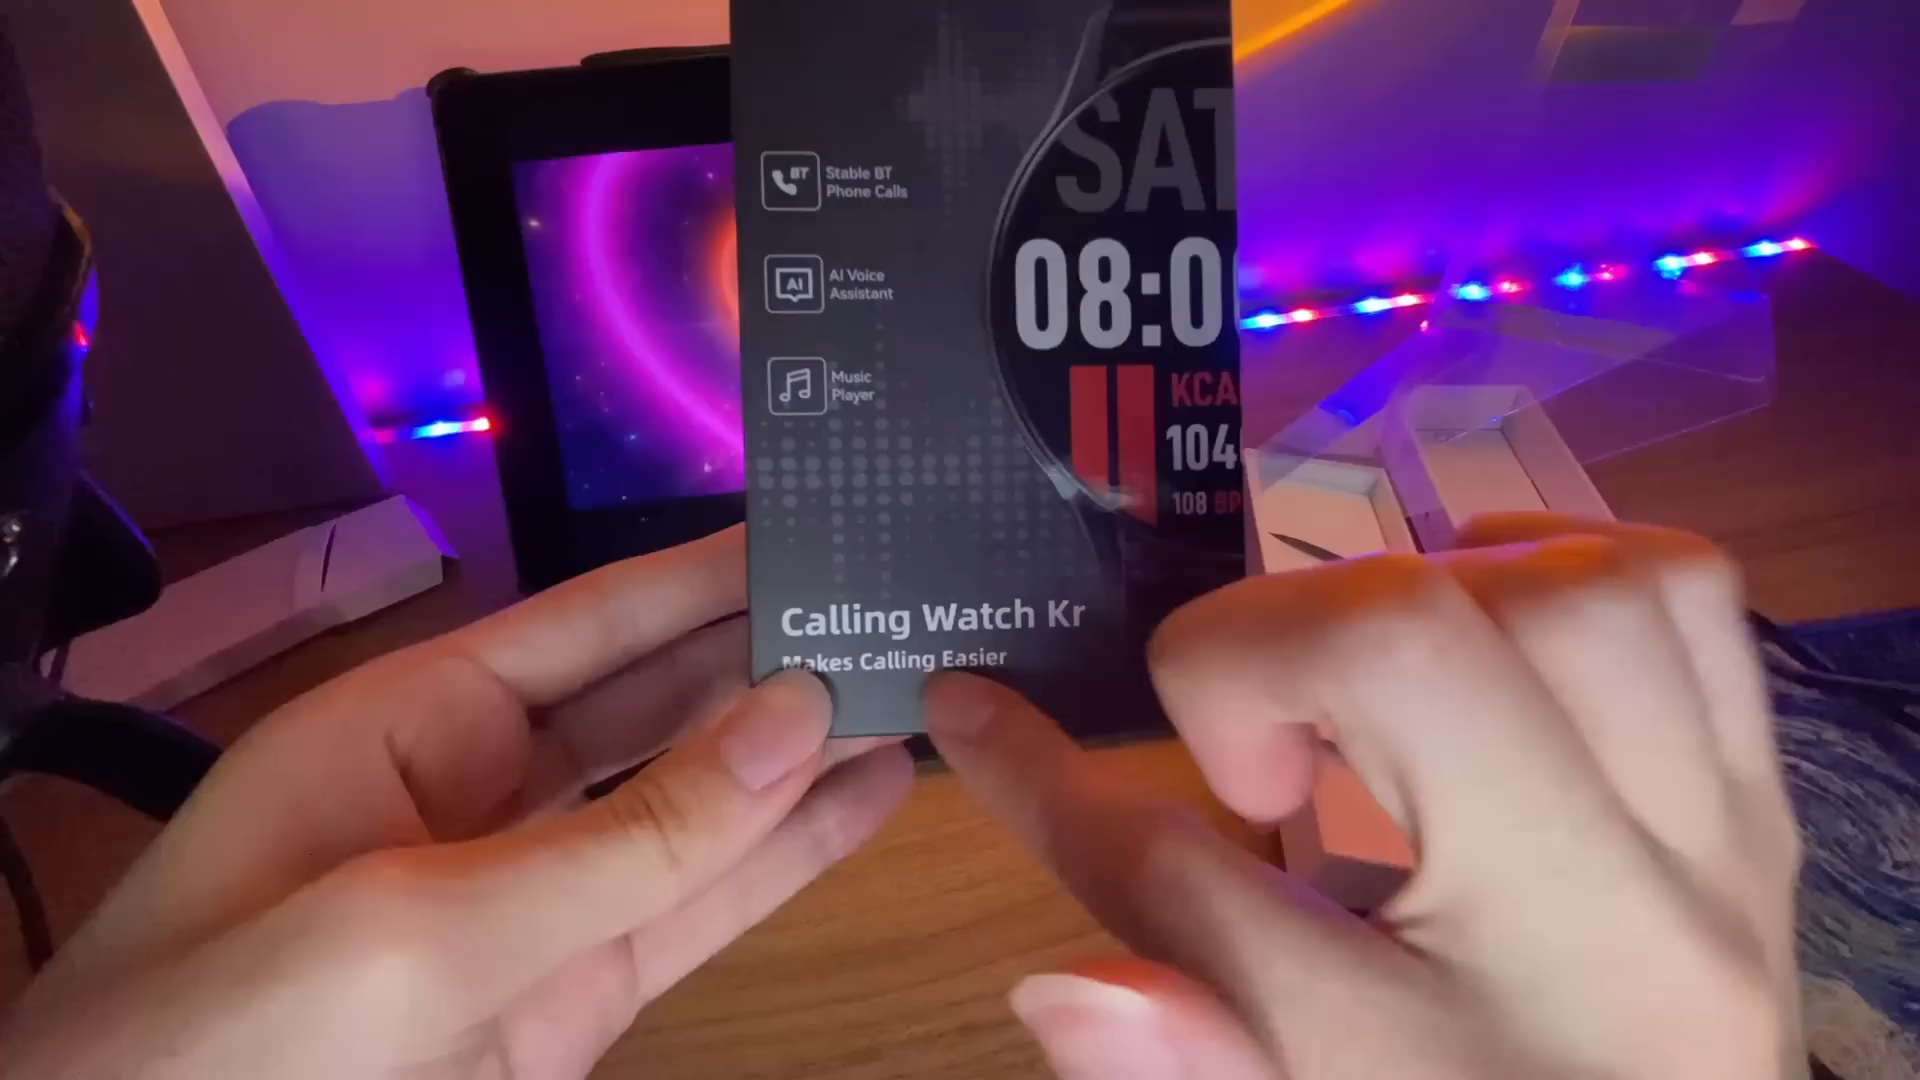 SAT
BT
Stable BT
Phone Calls
08:0
AI
AI Voice
Assistant
Music
Player
KCA
104
108 BP
Calling Watch Kr
Makes Calling Easier